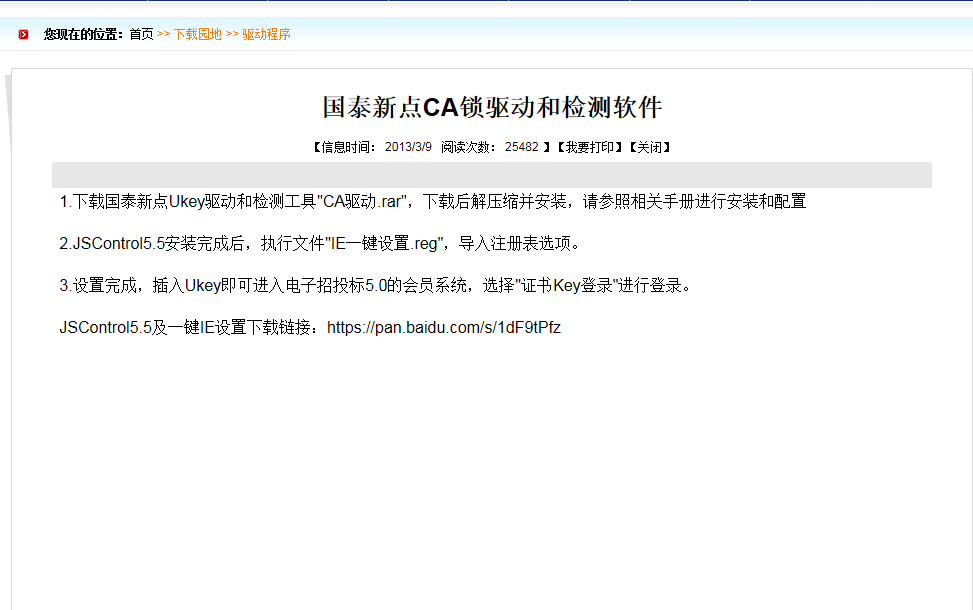 您现在的位置：首页 >> 下载园地 >> 驱动程序
国泰新点CA锁驱动和检测软件
【信息时间： 2013/3/9 阅读次数： 25482 】【我要打印】【关闭】
1.下载国泰新点Ukey驱动和检测工具"CA驱动.rar"，下载后解压缩并安装，请参照相关手册进行安装和配置
2.JSControl5.5安装完成后，执行文件"IE一键设置.reg"，导入注册表选项。
3.设置完成，插入Ukey即可进入电子招投标5.0的会员系统，选择"证书Key登录"进行登录。
JSControl5.5及一键IE设置下载链接：https://pan.baidu.com/s/1dF9tPfz